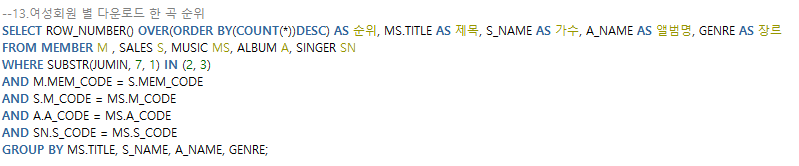 --13.여성회원 별 다운로드 한 곡 순위
SELECT ROW_NUMBER() OVER(ORDER BY(COUNT(*))DESC) AS 순위, MS.TITLE AS 제목, S_NAME AS 가수, A_NAME AS 앨범명, GENRE AS 장르
FROM MEMBER M , SALES S, MUSIC MS, ALBUM A, SINGER SN
WHERE SUBSTR(JUMIN, 7, 1) IN (2, 3)
AND M.MEM_CODE = S.MEM_CODE
AND S.M_CODE = MS.M_CODE
AND A.A_CODE = MS.A_CODE
AND SN.S_CODE = MS.S_CODE
GROUP BY MS.TITLE, S_NAME, A_NAME, GENRE;